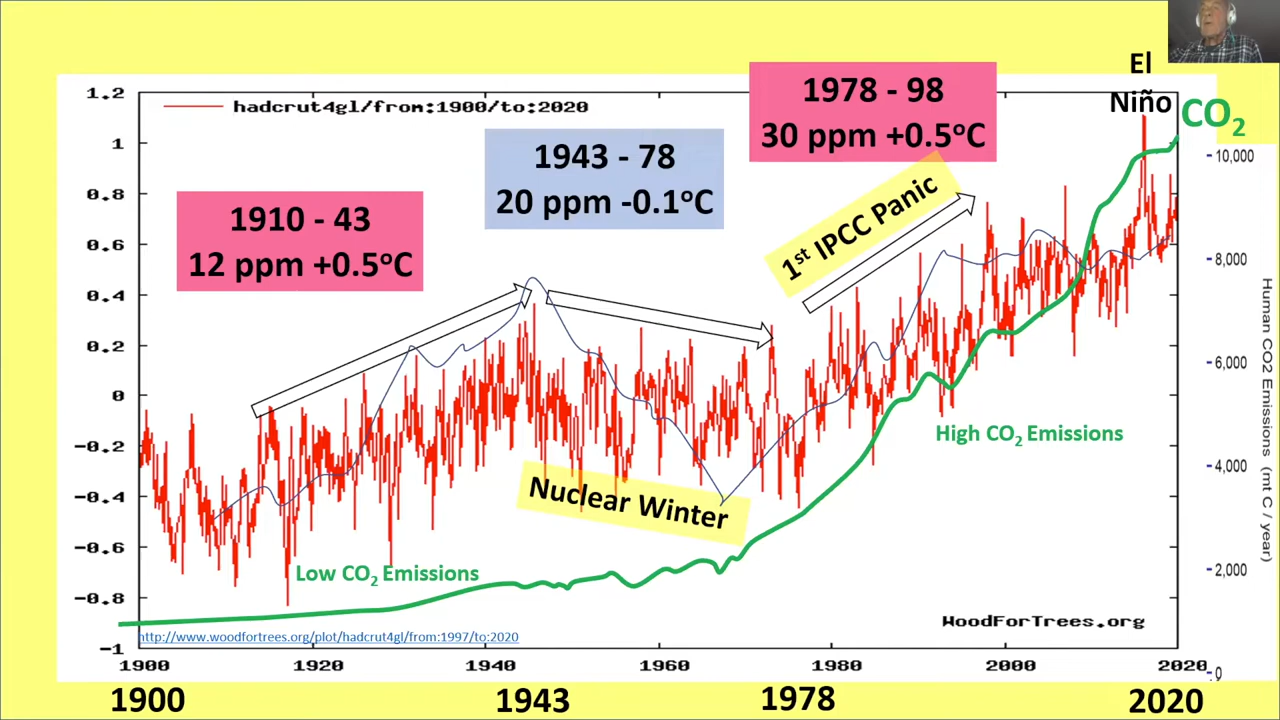 El
Niño
CO2
1.2
hadcrut4gl/from:1900/to:2020
1978 - 98
30 ppm +0.5oC
1943 - 78
20 ppm -0.1oC
1910 - 43
12 ppm +0.5oC
1st IPCC Panic
1
0.8
0.6
0.4
0.2
0
-0.2
-0.4
-0.6
-0.8
-1
10,000
8,000
6,000
4,000
2,000
0
Human CO2 Emissions (mt C / year)
High CO2 Emissions
Nuclear Winter
Low CO2 Emissions
WoodForTrees.org
http://www.woodfortrees.org/plot/hadcrut4gl/from:1997/to:2020
1900 1920 1940 1960 1980 2000 2020
1900 1943 1978 2020